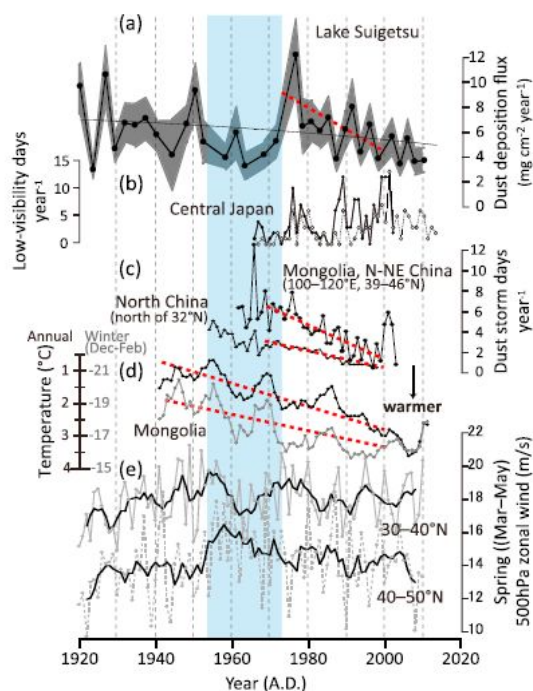 (a)
Lake Suigetsu
12
10
8
6
4
2
0
Dust deposition flux
(mg cm-2 year-1)
Low-visibility days
year-1
15
10
5
0
(b)
Central Japan
(c)
Mongolia, N-NE China
(100–120°E, 39–46°N)
North China
(north of 32°N)
8
6
4
2
0
Dust storm days
year-1
Annual
Winter
(Dec-Feb)
Temperature (°C)
1
2
3
4
-21
-19
-17
-15
(d)
Mongolia
warmer
(e)
30–40°N
40–50°N
22
20
18
16
14
12
10
Spring ((Mar–May)
500hPa zonal wind (m/s)
1920
1940
1960
1980
2000
2020
Year (A.D.)